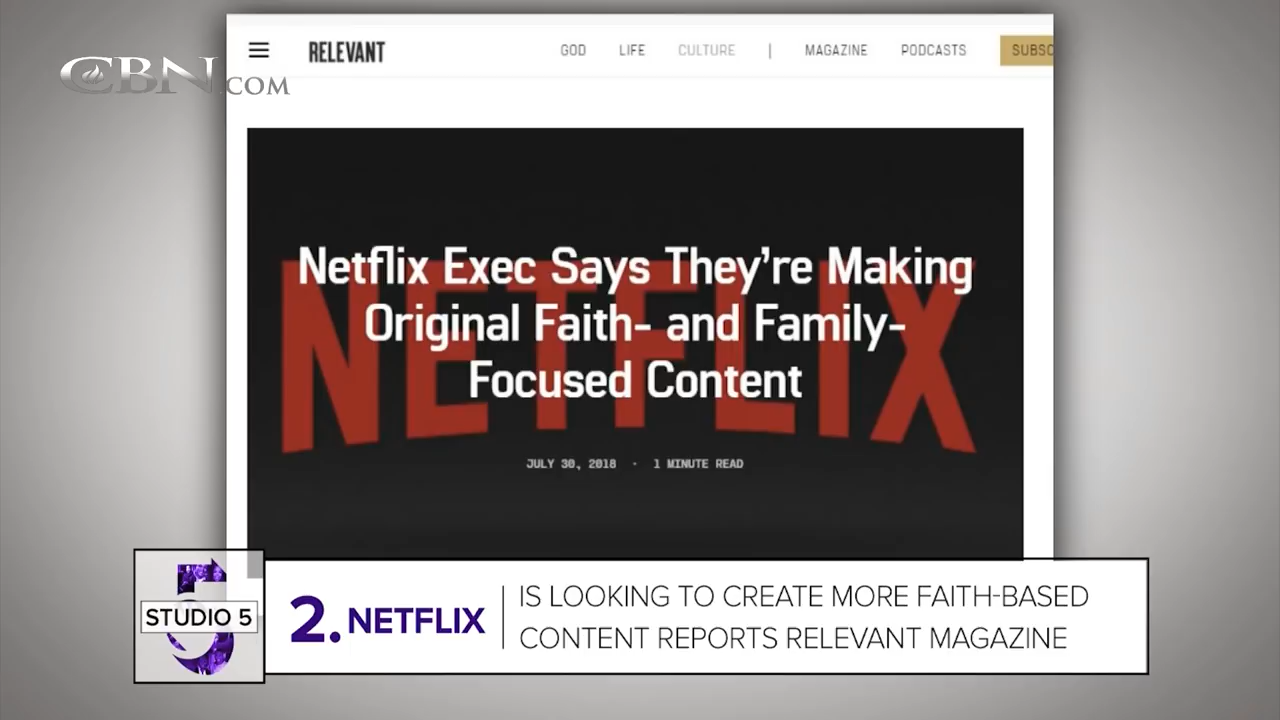 RELEVANT
GOD LIFE CULTURE | MAGAZINE PODCASTS SUBSC
CBN.COM
Netflix Exec Says They're Making
Original Faith- and Family-
Focused Content
NETFLIX
JULY 30, 2018 · 1 MINUTE READ
5
STUDIO 5
2. NETFLIX
IS LOOKING TO CREATE MORE FAITH-BASED
CONTENT REPORTS RELEVANT MAGAZINE